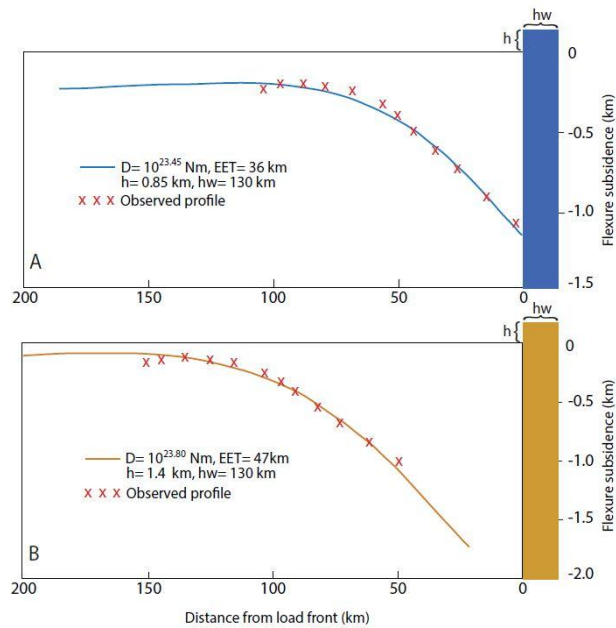 hw
h {
0
-0.5
-1.0
-1.5
Flexure subsidence (km)
D= 10^23.45 Nm, EET= 36 km
h= 0.85 km, hw= 130 km
X X X Observed profile
A
200 150 100 50 0
hw
h {
0
-0.5
-1.0
-1.5
-2.0
Flexure subsidence (km)
D= 10^23.80 Nm, EET= 47km
h= 1.4 km, hw= 130 km
X X X Observed profile
B
200 150 100 50 0
Distance from load front (km)